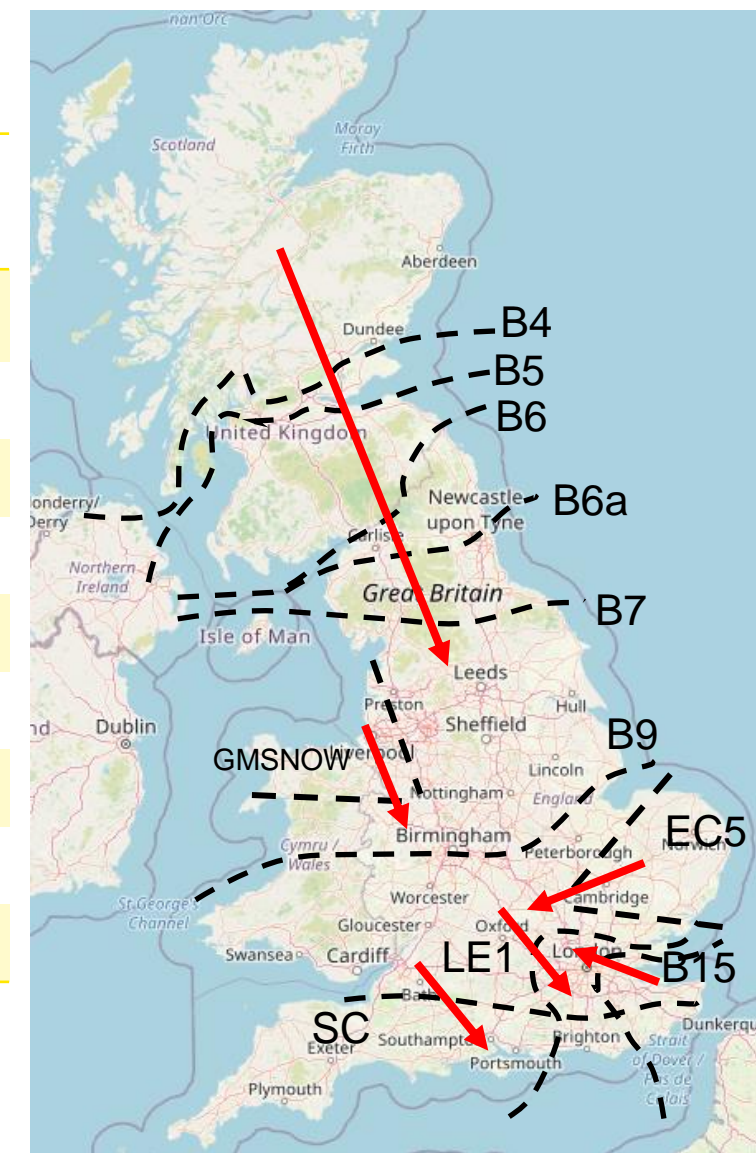 nan Orc
Scotland
Moray
Firth
Aberdeen
Dundee
B4
B5
United Kingdom
B6
onderry/
Derry
Newcastle
upon Tyne
B6a
Carlisle
Northern
Ireland
Great Britain
B7
Isle of Man
Leeds
Preston
Hull
nd
Dublin
Sheffield
B9
GMSNOW
Liverpool
Lincoln
Nottingham
England
EC5
Birmingham
Cymru /
Wales
Peterborough
Norwich
St George's
Channel
Worcester
Cambridge
Gloucester
Oxford
Swansea
Cardiff
LE1
London
B15
Bath
SC
Exeter
Southampt
Brighton
Portsmouth
Dunkerqu
Strait
of Dover /
Pas de
Calais
Plymouth